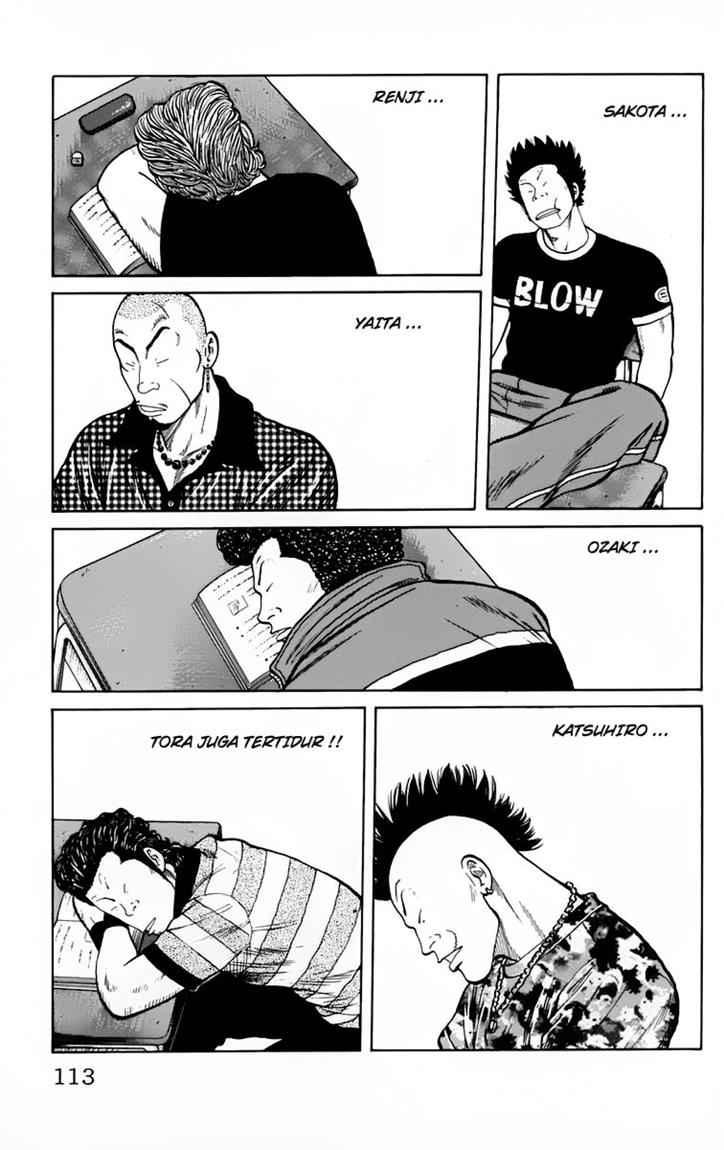 SAKOTA ...
BLOW
RENJI ...
YAITA ...
OZAKI ...
KATSUHIRO ...
TORA JUGA TERTIDUR !!
113